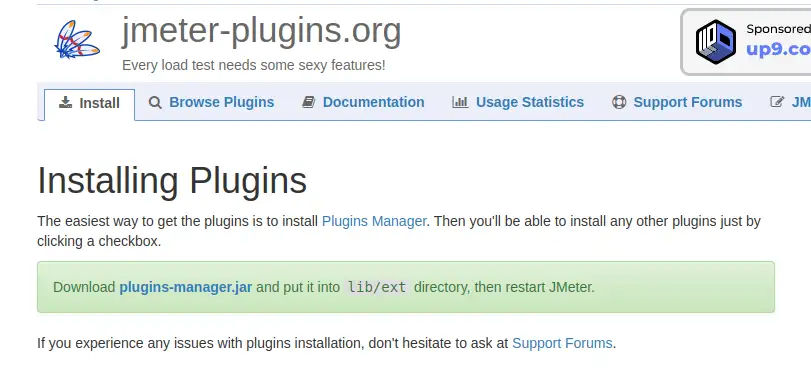 jmeter-plugins.org
Every load test needs some sexy features!
Sponsored
up9.co
Install Browse Plugins Documentation Usage Statistics Support Forums JM
Installing Plugins
The easiest way to get the plugins is to install Plugins Manager. Then you'll be able to install any other plugins just by
clicking a checkbox.
Download plugins-manager.jar and put it into lib/ext directory, then restart JMeter.
If you experience any issues with plugins installation, don't hesitate to ask at Support Forums.